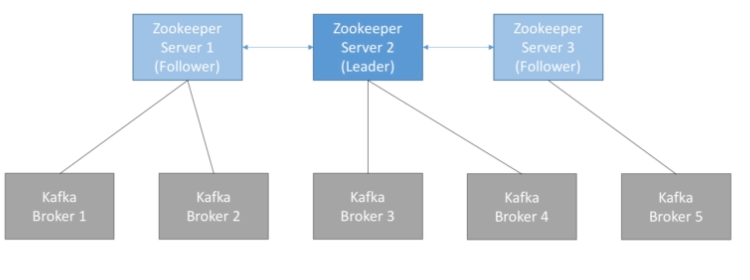 Zookeeper
Server 1
(Follower)
Zookeeper
Server 2
(Leader)
Zookeeper
Server 3
(Follower)
Kafka
Broker 1
Kafka
Broker 2
Kafka
Broker 3
Kafka
Broker 4
Kafka
Broker 5